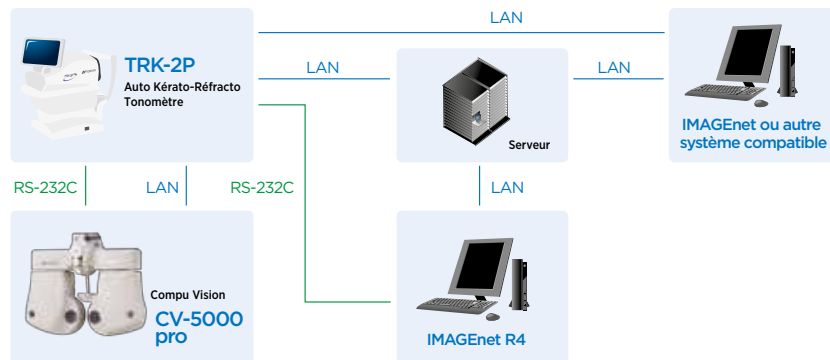 LAN
TRK-2P
Auto Kérato-Réfracto
Tonomètre
LAN
LAN
Serveur
IMAGEnet ou autre
système compatible
RS-232C
LAN
RS-232C
LAN
Compu Vision
CV-5000
pro
IMAGEnet R4